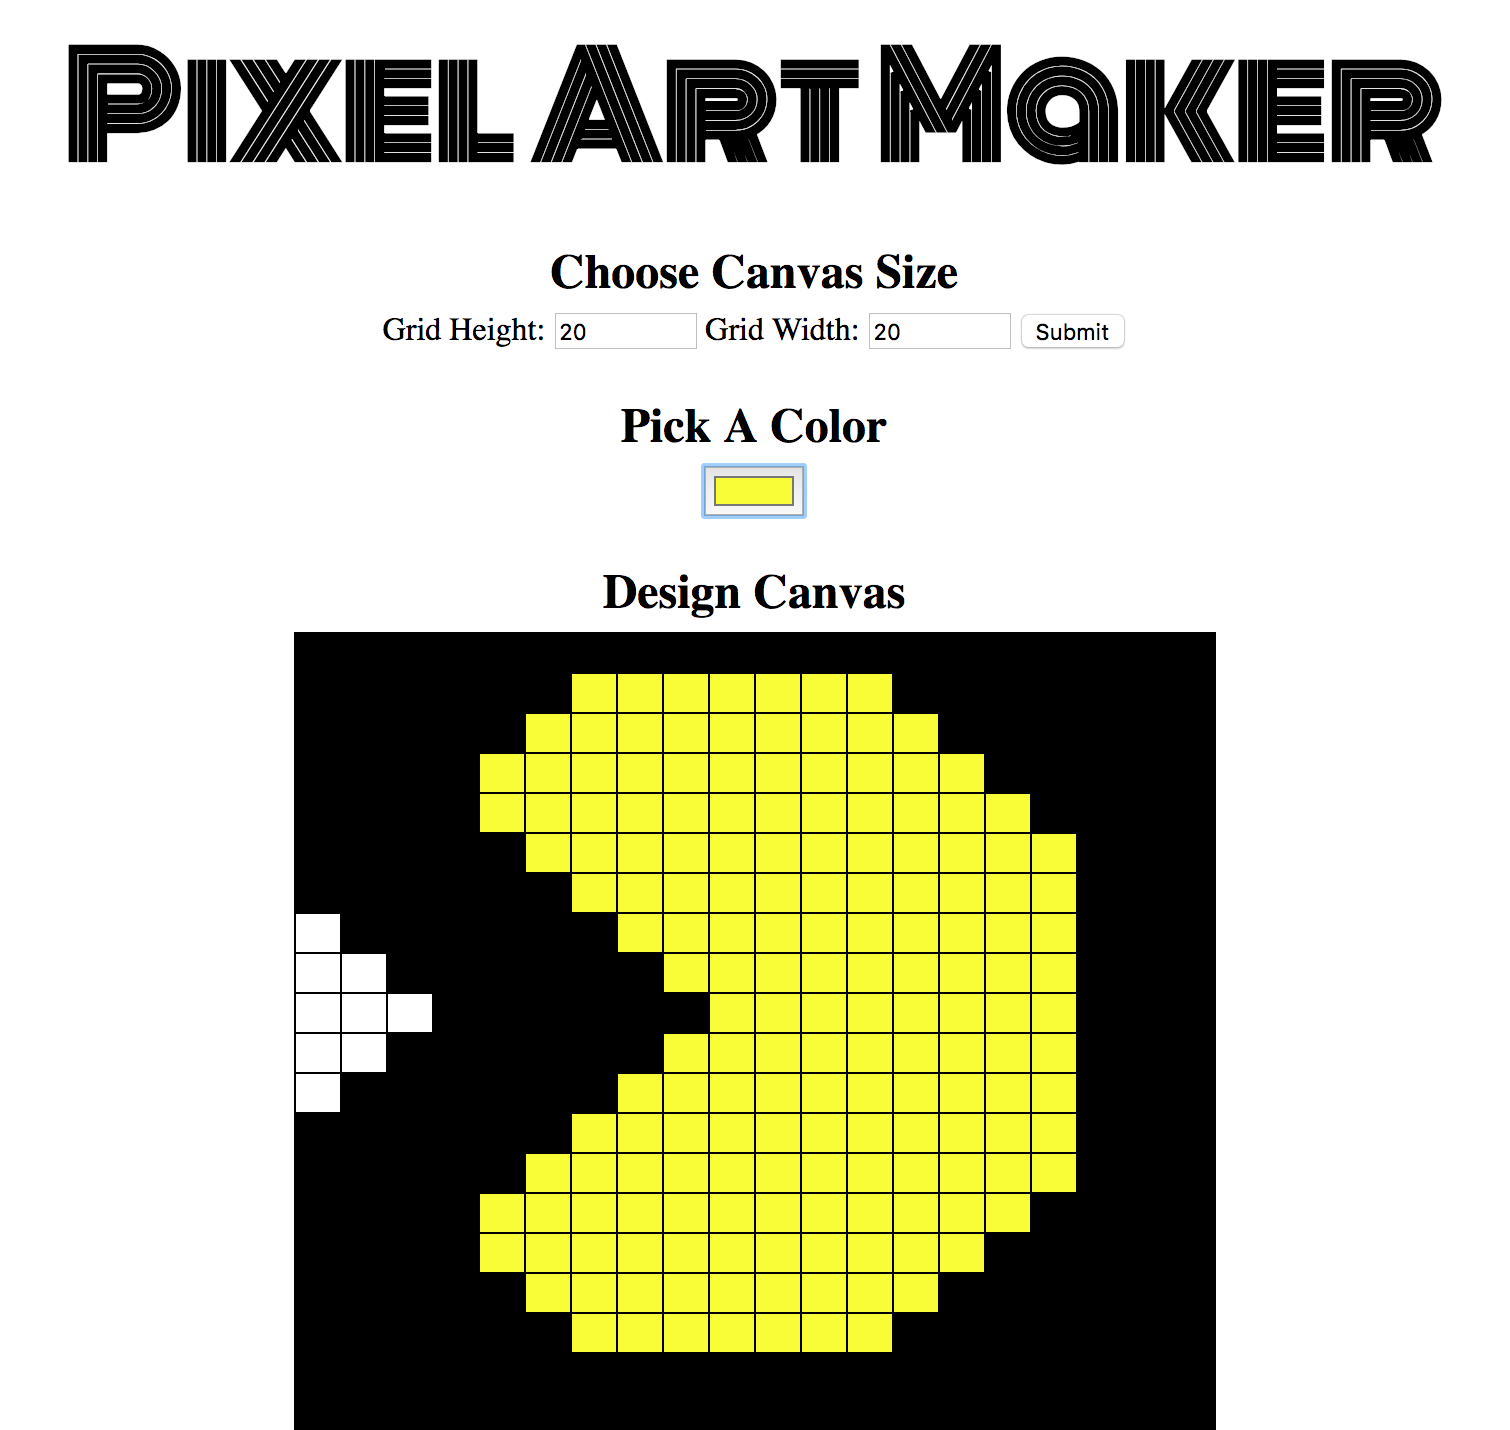 Pixel Art Maker
Choose Canvas Size
Grid Height: 20 Grid Width: 20 Submit
Pick A Color
Design Canvas